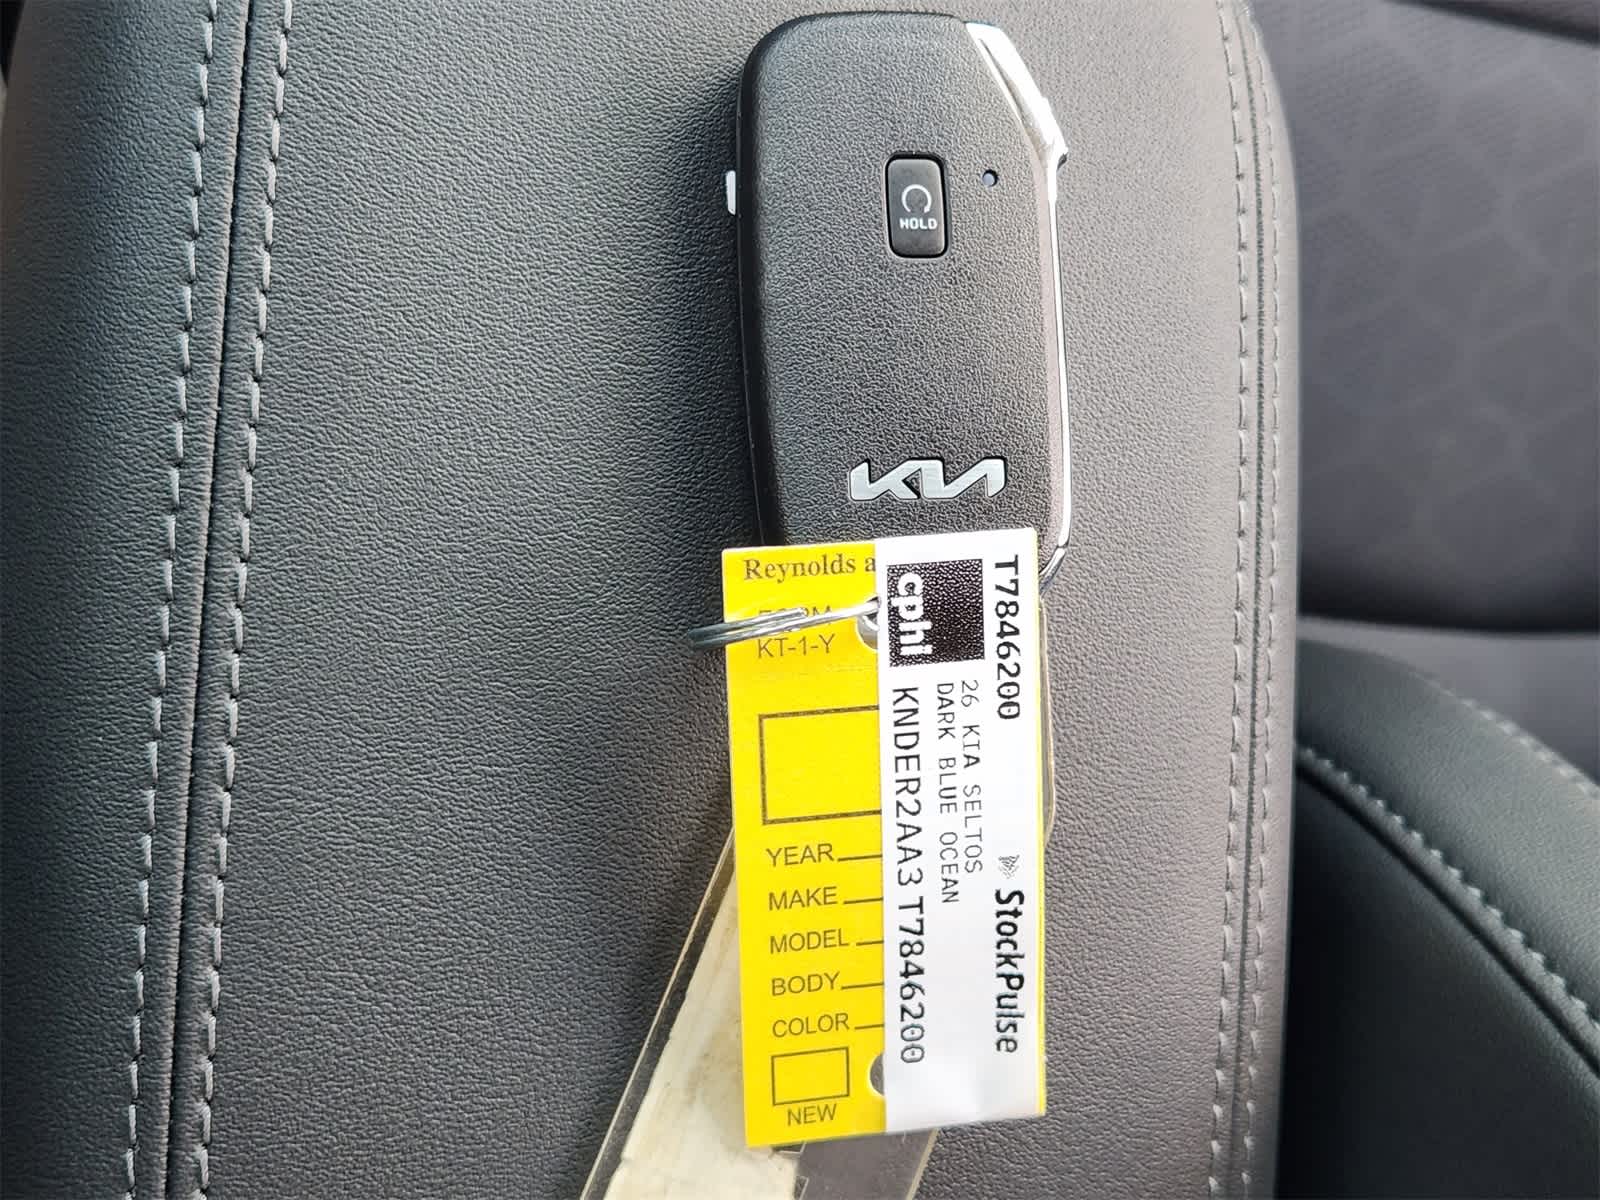 HOLD
KIA
Reynolds a
KT-1-Y
YEAR
MAKE
MODEL
BODY
COLOR
NEW
T7846200
StockPulse
cphi
26 KIA SELTOS
DARK BLUE OCEAN
KNDER2AA3 T7846200